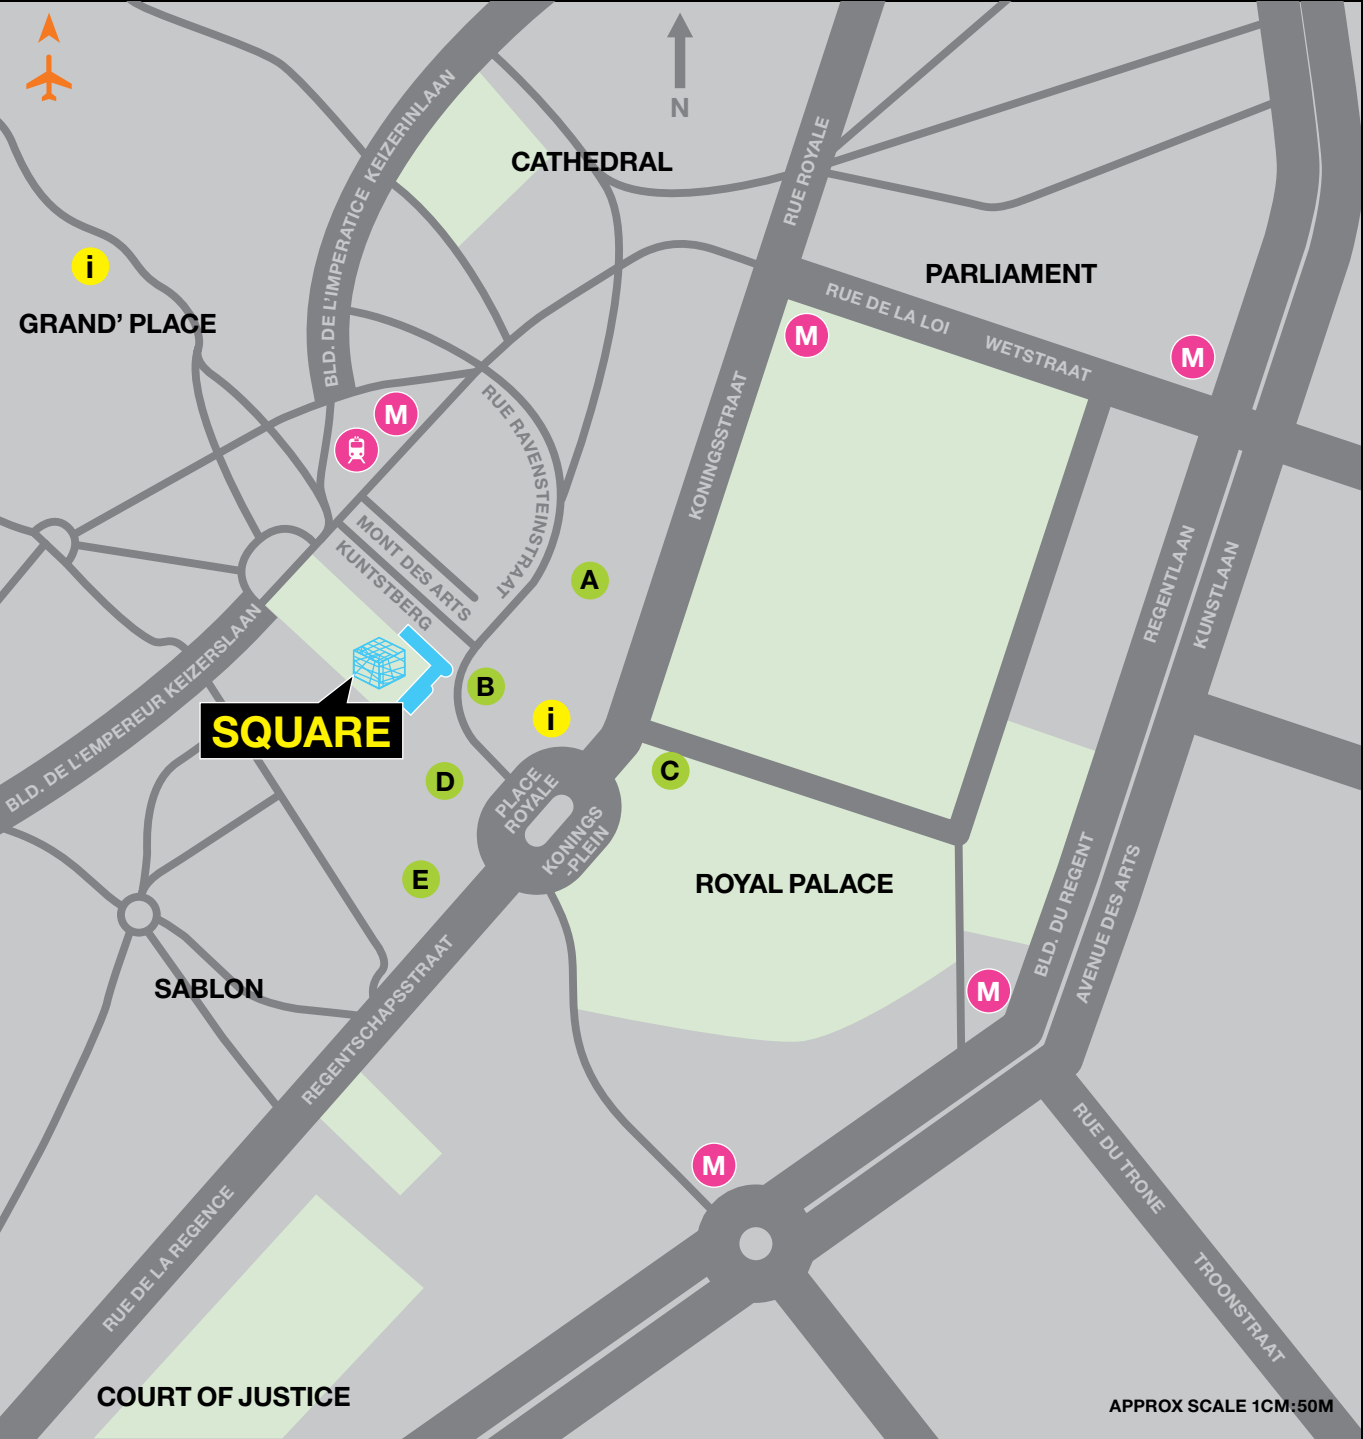 N
CATHEDRAL
BLD. DE L'IMPERATICE KEIZERINLAAN
RUE ROYALE
i
GRAND' PLACE
PARLIAMENT
RUE DE LA LOI WETSTRAAT
M
M
M
KONINGSSTRAAT
RUE RAVENSTEINSTRAAT
MONT DES ARTS
KUNTSTBERG
A
REGENTLAAN
KUNSTLAAN
BLD. DE L'EMPEREUR KEIZERSLAAN
B
SQUARE
i
C
D
PLACE
ROYALE
KONINGS
-PLEIN
E
ROYAL PALACE
BLD. DU REGENT
AVENUE DES ARTS
SABLON
M
REGENTSCHAPSSTRAAT
M
RUE DU TRONE
TROONSTRAAT
RUE DE LA REGENCE
COURT OF JUSTICE
APPROX SCALE 1CM:50M